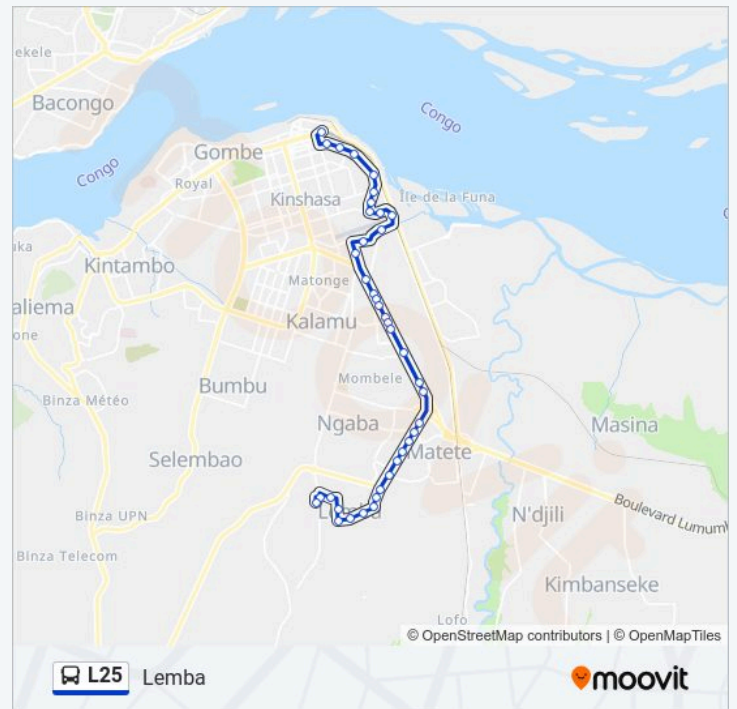 ekele
Bacongo
Congo
Congo
Gombe
Royal
Île de la Funa
Kinshasa
uka
Kintambo
Matonge
aliema
one
Kalamu
Mombele
Bumbu
Binza Météo
Ngaba
Masina
Selembao
Matete
Boulevard Lumum
Binza UPN
N'djili
Binza Telecom
Kimbanseke
Lofo
© OpenStreetMap contributors | © OpenMapTiles
L25 Lemba
moovit